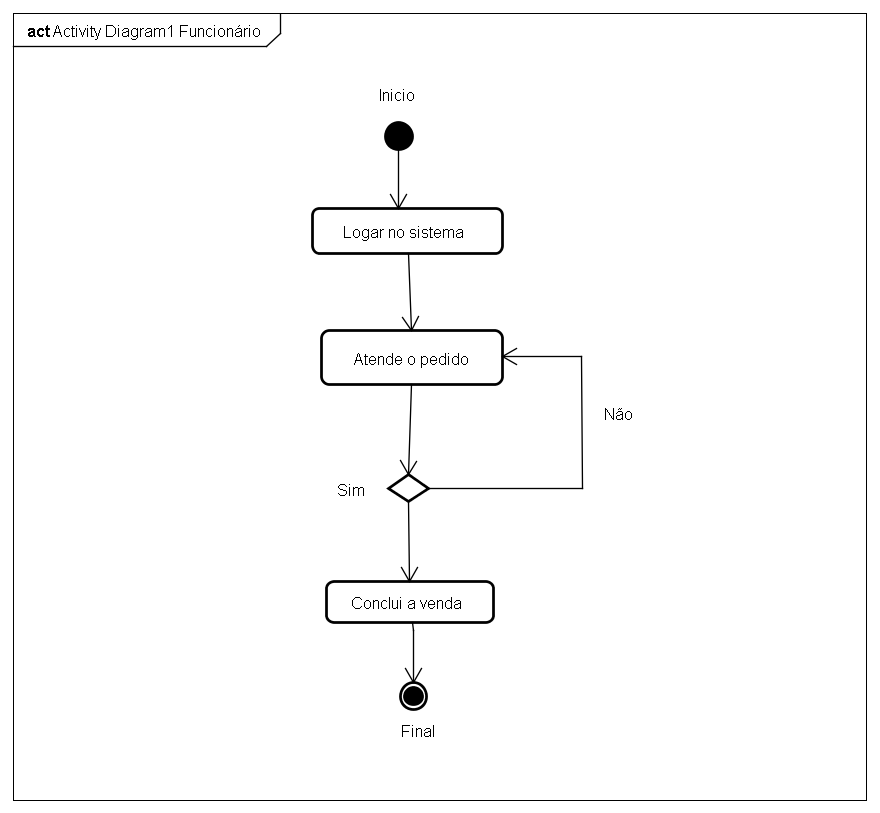 act Activity Diagram1 Funcionário
Inicio
Logar no sistema
Atende o pedido
Não
Sim
Conclui a venda
Final